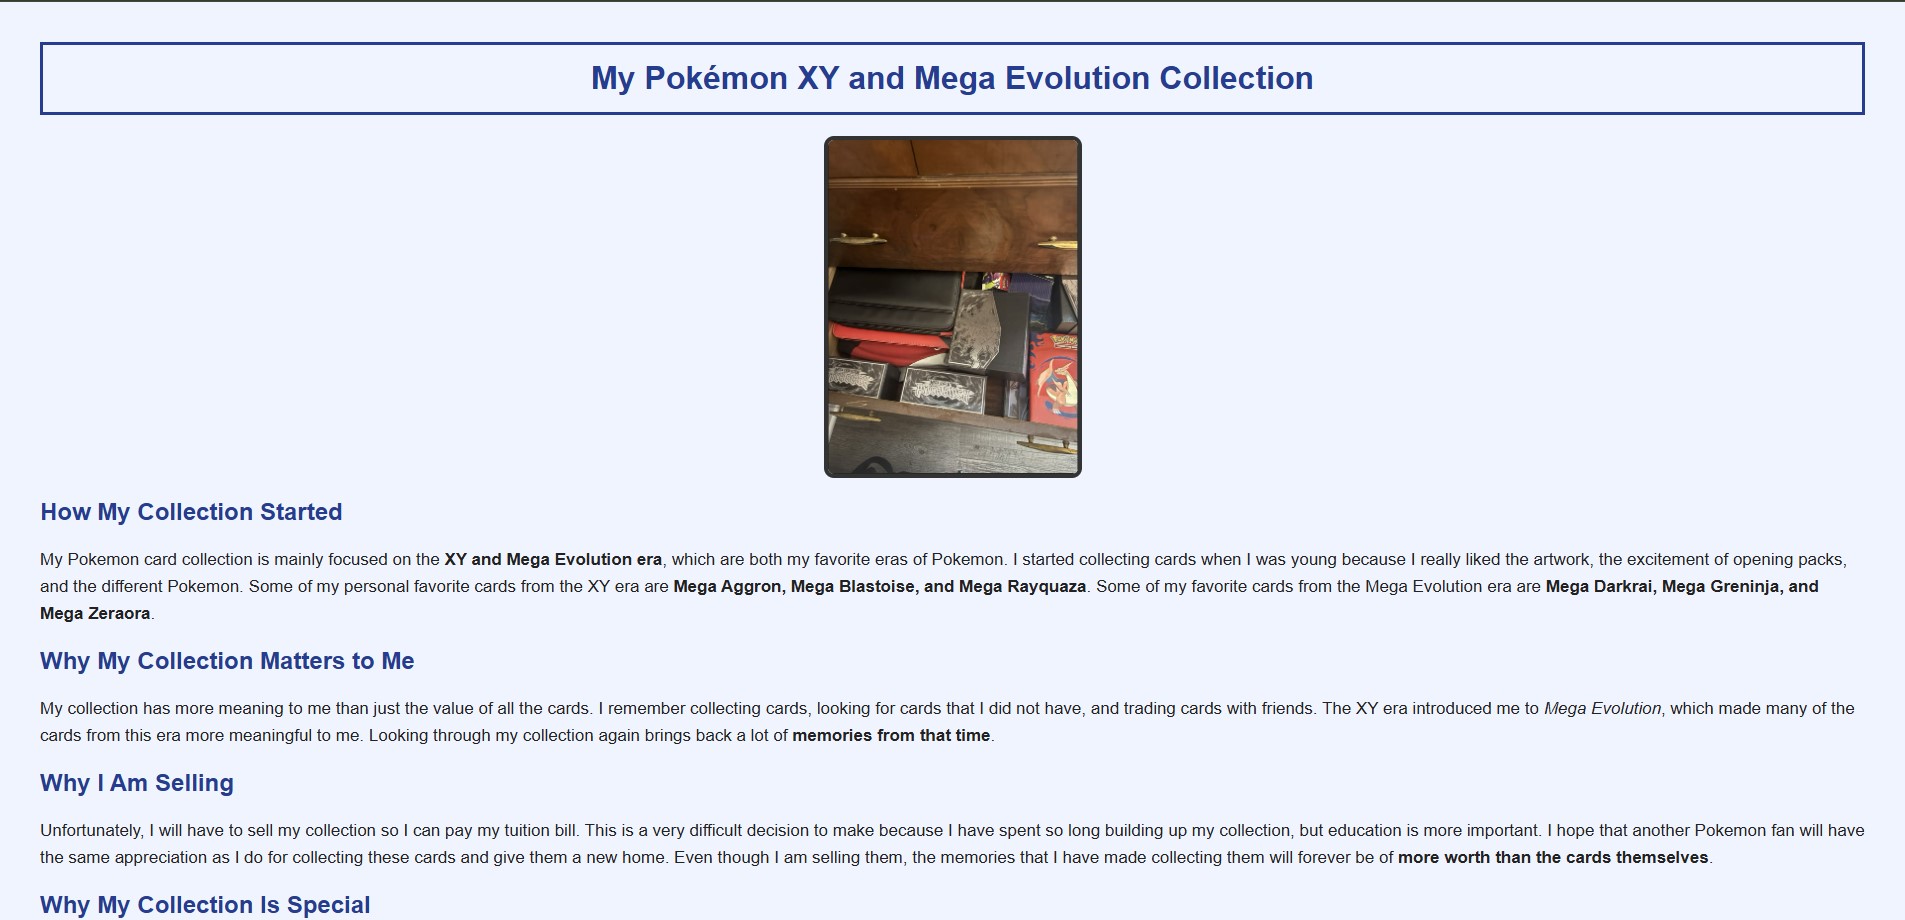 My Pokémon XY and Mega Evolution Collection
How My Collection Started
My Pokemon card collection is mainly focused on the XY and Mega Evolution era, which are both my favorite eras of Pokemon. I started collecting cards when I was young because I really liked the artwork, the excitement of opening packs,
and the different Pokemon. Some of my personal favorite cards from the XY era are Mega Aggron, Mega Blastoise, and Mega Rayquaza. Some of my favorite cards from the Mega Evolution era are Mega Darkrai, Mega Greninja, and
Mega Zeraora.
Why My Collection Matters to Me
My collection has more meaning to me than just the value of all the cards. I remember collecting cards, looking for cards that I did not have, and trading cards with friends. The XY era introduced me to Mega Evolution, which made many of the
cards from this era more meaningful to me. Looking through my collection again brings back a lot of memories from that time.
Why I Am Selling
Unfortunately, I will have to sell my collection so I can pay my tuition bill. This is a very difficult decision to make because I have spent so long building up my collection, but education is more important. I hope that another Pokemon fan will have
the same appreciation as I do for collecting these cards and give them a new home. Even though I am selling them, the memories that I have made collecting them will forever be of more worth than the cards themselves.
Why My Collection Is Special